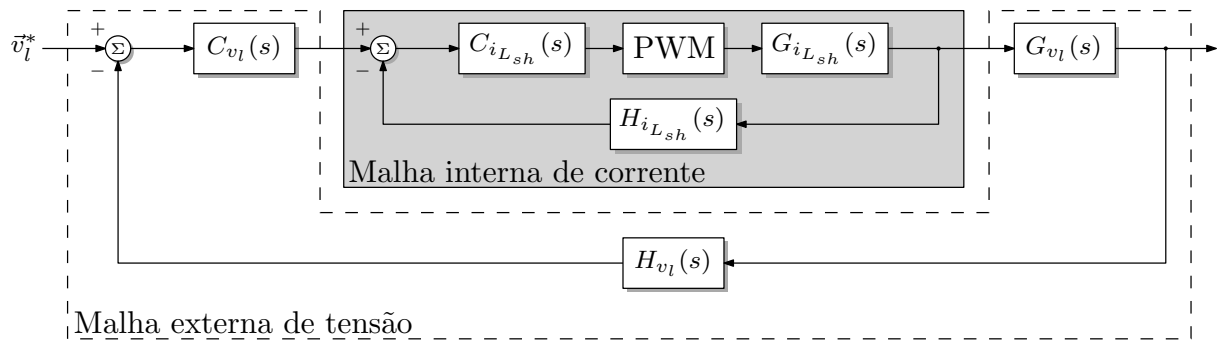 $\vec{v}_l^*$ + Σ − $C_{v_l}(s)$ + Σ − $C_{i_{L_{sh}}}(s)$ PWM $G_{i_{L_{sh}}}(s)$ $G_{v_l}(s)$
$H_{i_{L_{sh}}}(s)$
Malha interna de corrente
$H_{v_l}(s)$
Malha externa de tensão